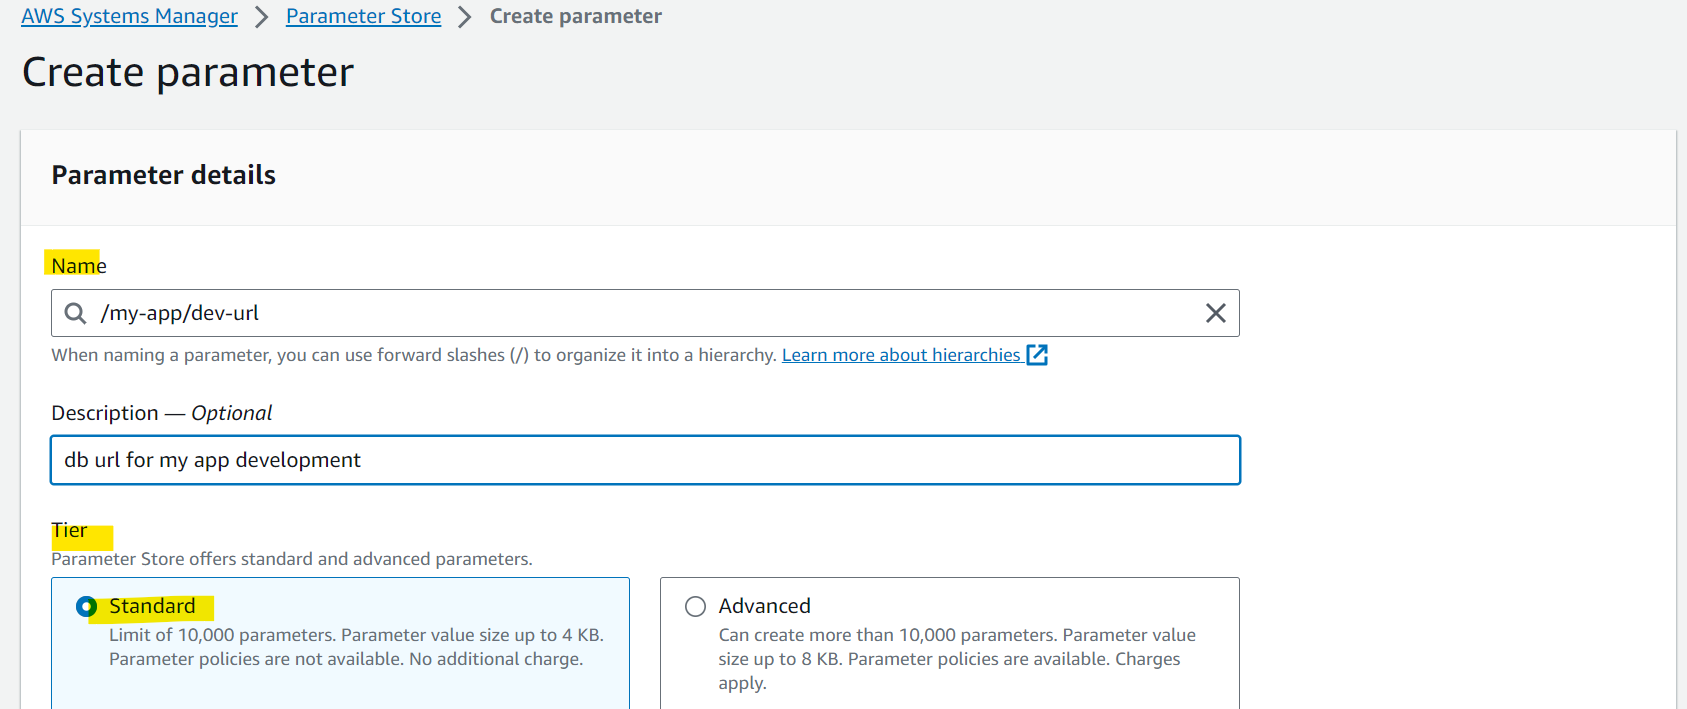 AWS Systems Manager > Parameter Store > Create parameter
Create parameter
Parameter details
Name
/my-app/dev-url
When naming a parameter, you can use forward slashes (/) to organize it into a hierarchy. Learn more about hierarchies
Description — Optional
db url for my app development
Tier
Parameter Store offers standard and advanced parameters.
Standard
Limit of 10,000 parameters. Parameter value size up to 4 KB.
Parameter policies are not available. No additional charge.
Advanced
Can create more than 10,000 parameters. Parameter value
size up to 8 KB. Parameter policies are available. Charges
apply.